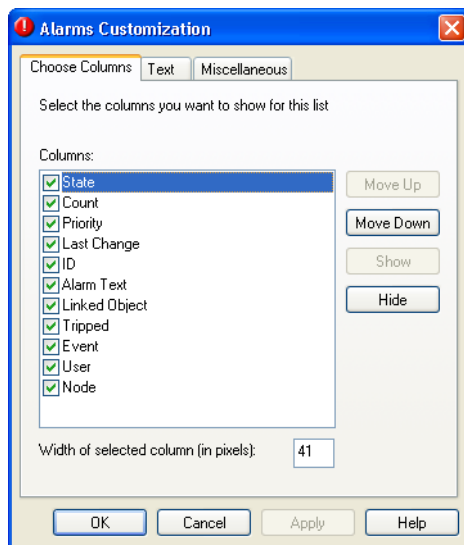 Alarms Customization
Choose Columns Text Miscellaneous
Select the columns you want to show for this list
Columns:
State
Count
Priority
Last Change
ID
Alarm Text
Linked Object
Tripped
Event
User
Node
Move Up
Move Down
Show
Hide
Width of selected column (in pixels): 41
OK Cancel Apply Help